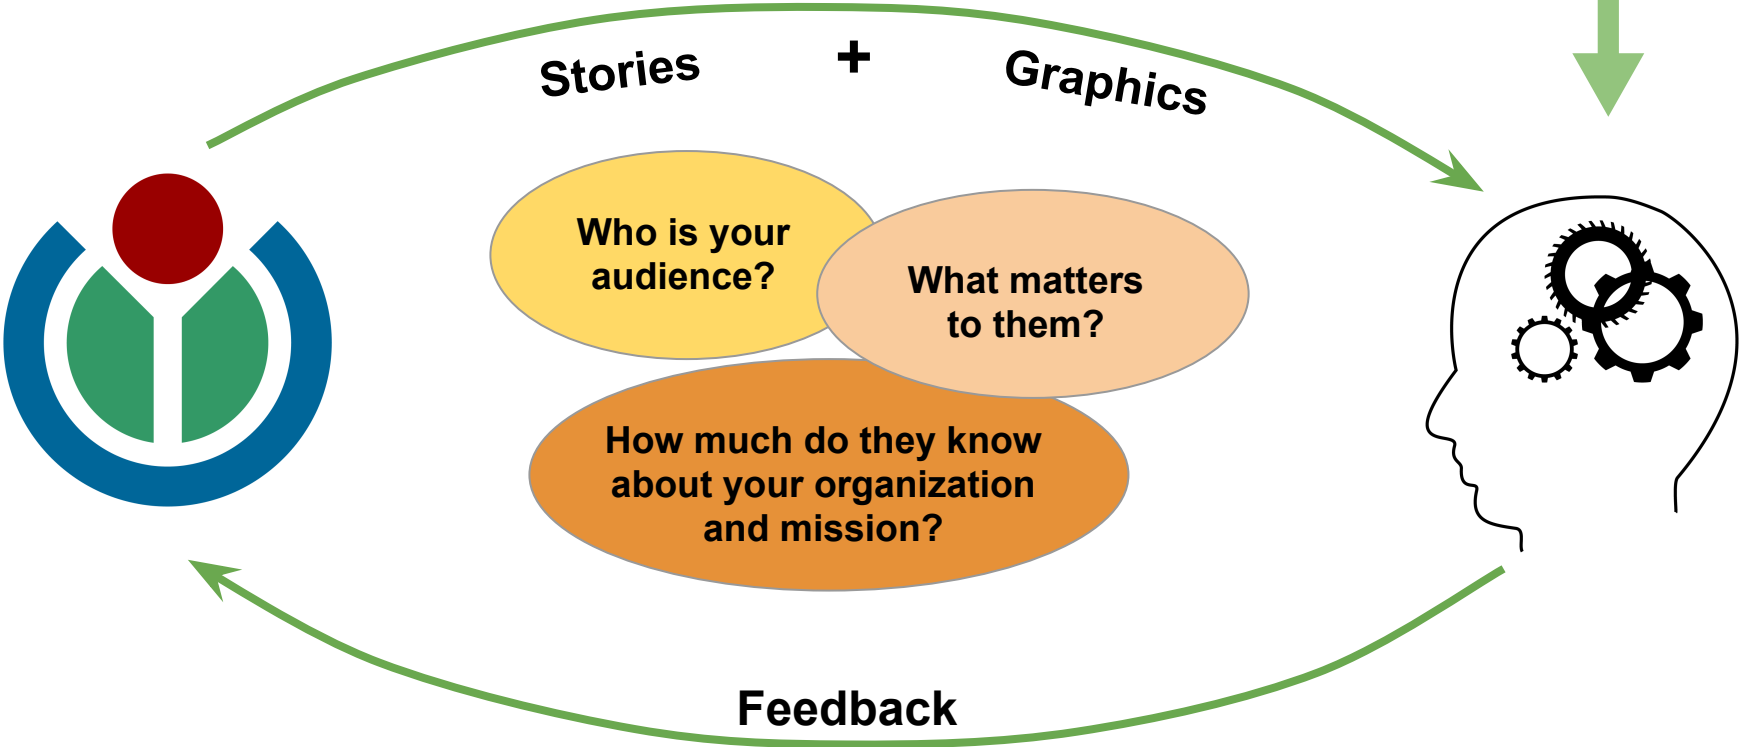 Stories + Graphics
Who is your
audience?
What matters
to them?
How much do they know
about your organization
and mission?
Feedback